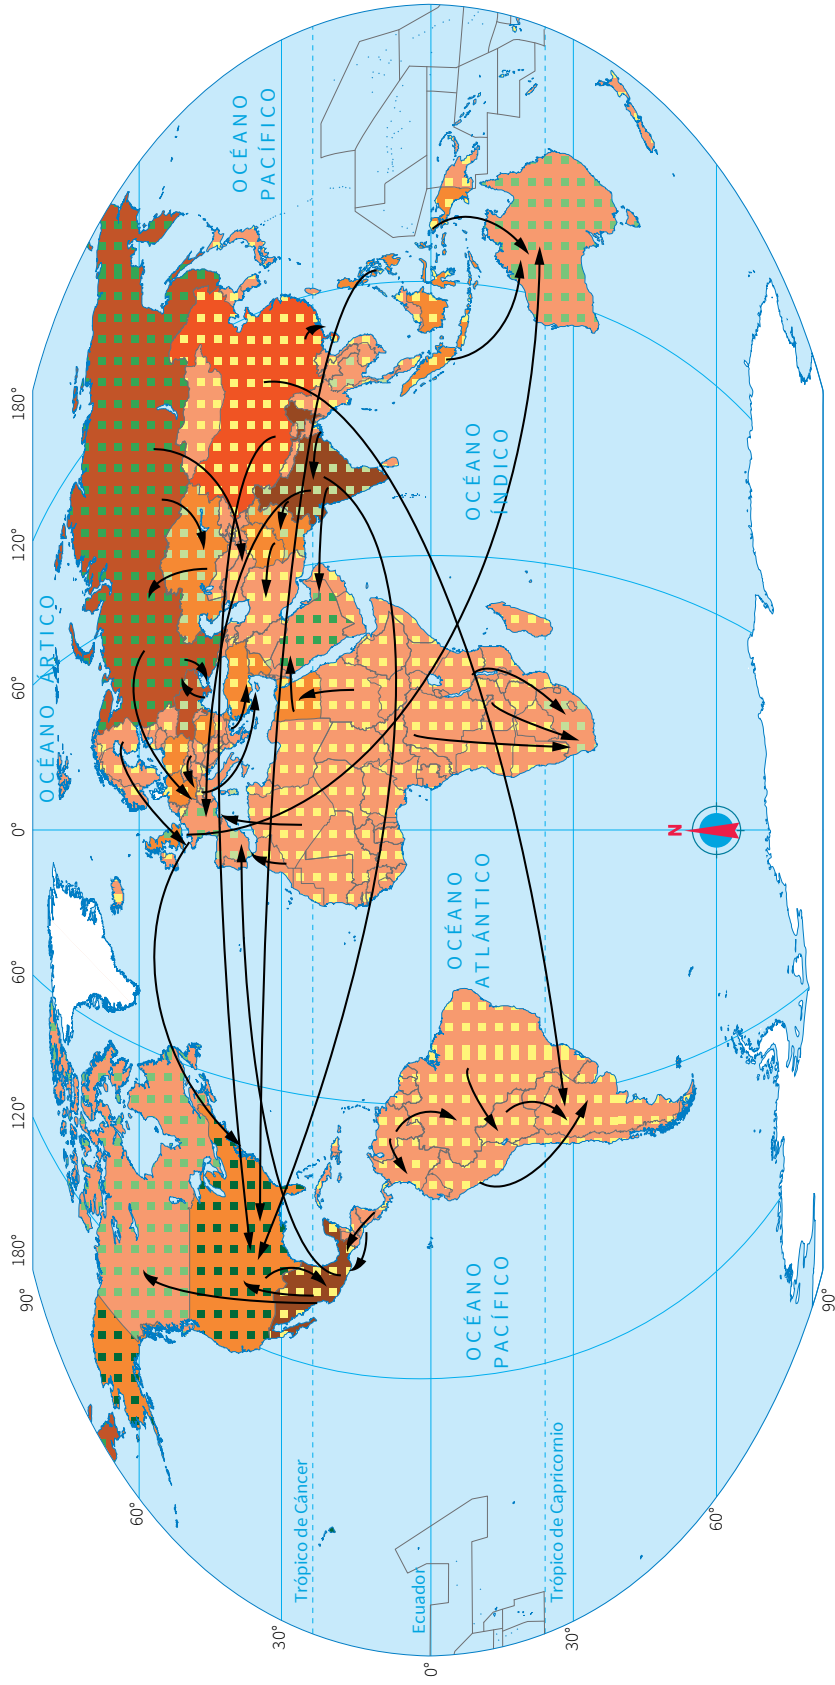 90°
180°
120°
60°
0°
60°
120°
180°
OCÉANO ÁRTICO
60°
OCÉANO
PACÍFICO
30°
Trópico de Cáncer
Ecuador
0°
OCÉANO
PACÍFICO
OCÉANO
ATLÁNTICO
OCÉANO
ÍNDICO
Trópico de Capricornio
30°
N
60°
90°